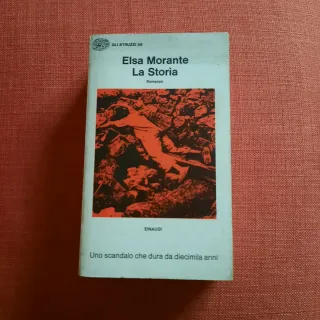 GLI STRUZZI 58
Elsa Morante
La Storia
Romanzo
EINAUDI
Uno scandalo che dura da diecimila anni